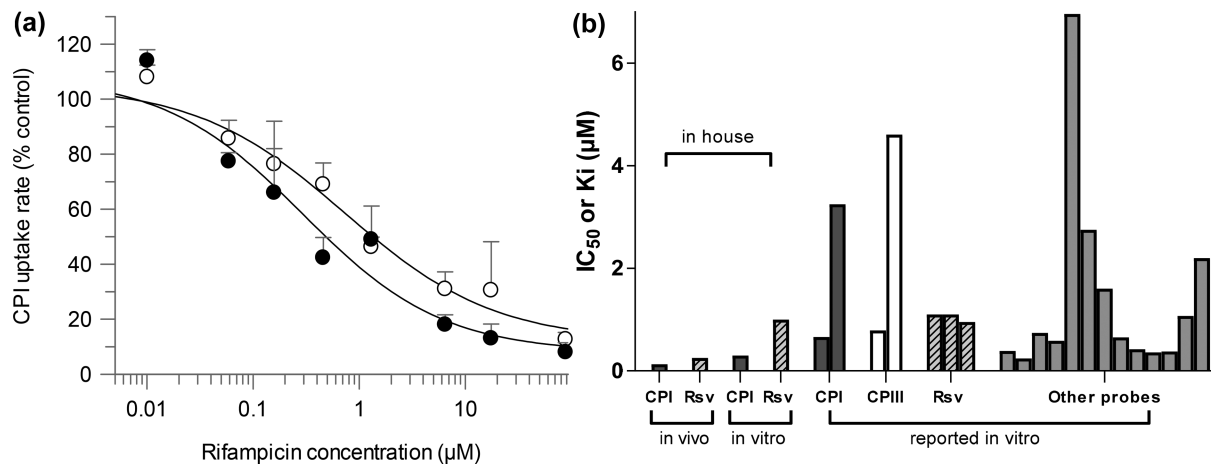 (a)
CPI uptake rate (% control)
120
100
80
60
40
20
0
0.01 0.1 1 10
Rifampicin concentration (µM)
(b)
IC50 or Ki (µM)
6
4
2
0
in house
CPI Rsv CPI Rsv CPI CPIII Rsv Other probes
in vivo in vitro reported in vitro